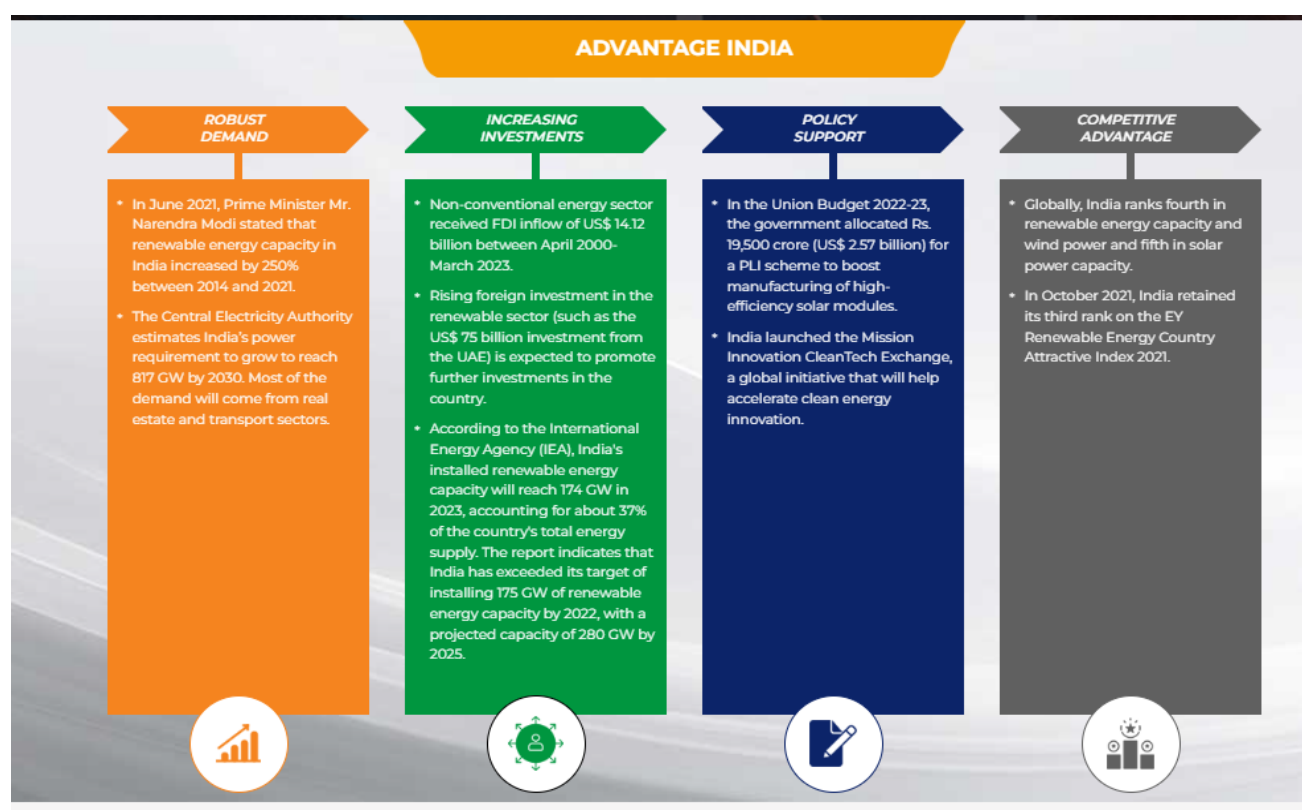 ADVANTAGE INDIA
ROBUST
DEMAND
• In June 2021, Prime Minister Mr.
Narendra Modi stated that
renewable energy capacity in
India increased by 250%
between 2014 and 2021.
• The Central Electricity Authority
estimates India's power
requirement to grow to reach
817 GW by 2030. Most of the
demand will come from real
estate and transport sectors.
INCREASING
INVESTMENTS
• Non-conventional energy sector
received FDI inflow of US$ 14.12
billion between April 2000-
March 2023.
• Rising foreign investment in the
renewable sector (such as the
US$ 75 billion investment from
the UAE) is expected to promote
further investments in the
country.
• According to the International
Energy Agency (IEA), India's
installed renewable energy
capacity will reach 174 GW in
2023, accounting for about 37%
of the country's total energy
supply. The report indicates that
India has exceeded its target of
installing 175 GW of renewable
energy capacity by 2022, with a
projected capacity of 280 GW by
2025.
POLICY
SUPPORT
• In the Union Budget 2022-23,
the government allocated Rs.
19,500 crore (US$ 2.57 billion) for
a PLI scheme to boost
manufacturing of high-
efficiency solar modules.
• India launched the Mission
Innovation CleanTech Exchange,
a global initiative that will help
accelerate clean energy
innovation.
COMPETITIVE
ADVANTAGE
• Globally, India ranks fourth in
renewable energy capacity and
wind power and fifth in solar
power capacity.
• In October 2021, India retained
its third rank on the EY
Renewable Energy Country
Attractive Index 2021.